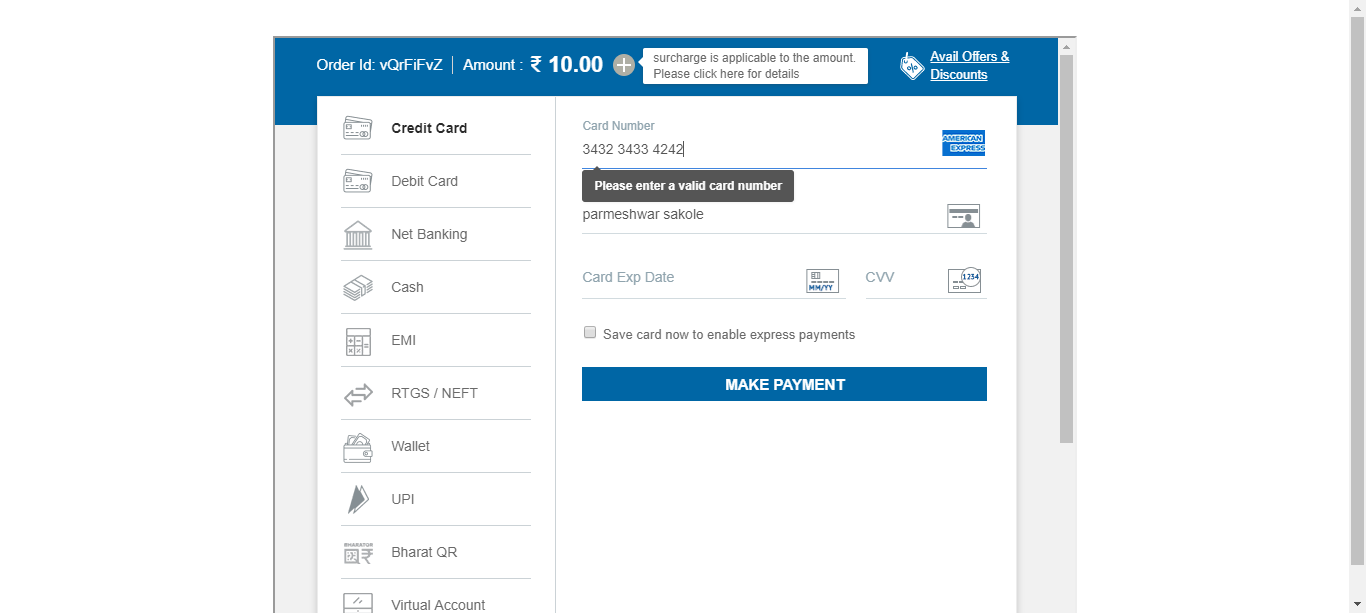 Order Id: vQrFiFvZ | Amount : ₹ 10.00
surcharge is applicable to the amount.
Please click here for details
Avail Offers &
Discounts
Credit Card
Debit Card
Net Banking
Cash
EMI
RTGS / NEFT
Wallet
UPI
BHARATQR
Bharat QR
Virtual Account
Card Number
3432 3433 4242
AMERICAN
EXPRESS
Please enter a valid card number
parmeshwar sakole
Card Exp Date
MM/YY
CVV
1234
Save card now to enable express payments
MAKE PAYMENT